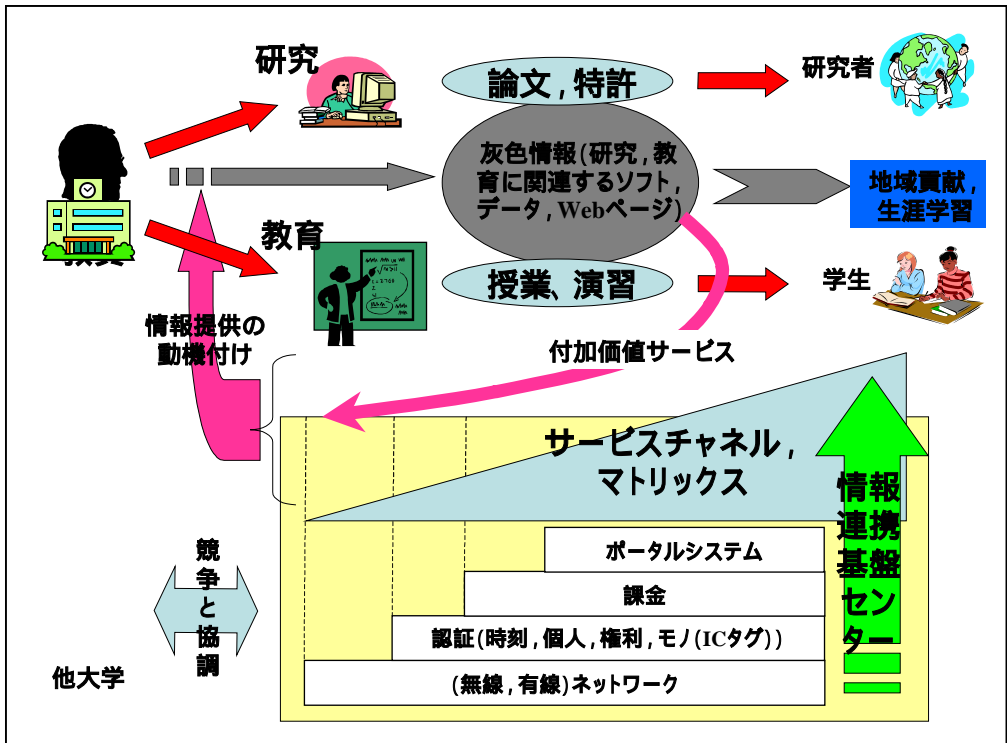 研究
論文,特許
研究者
灰色情報(研究,教
育に関連するソフト,
データ,Webページ)
地域貢献,
生涯学習
教育
授業、演習
学生
情報提供の
動機付け
付加価値サービス
サービスチャネル,
マトリックス
情報
連携
基盤
セン
ター
ポータルシステム
課金
認証(時刻,個人,権利,モノ(ICタグ))
(無線,有線)ネットワーク
競
争
と
協
調
他大学